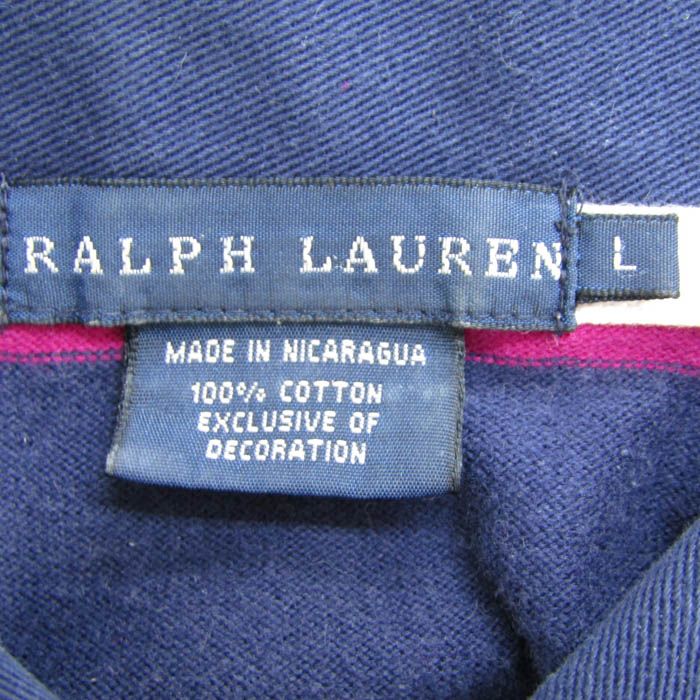 RALPH LAUREN
L
MADE IN NICARAGUA
100% COTTON
EXCLUSIVE OF
DECORATION